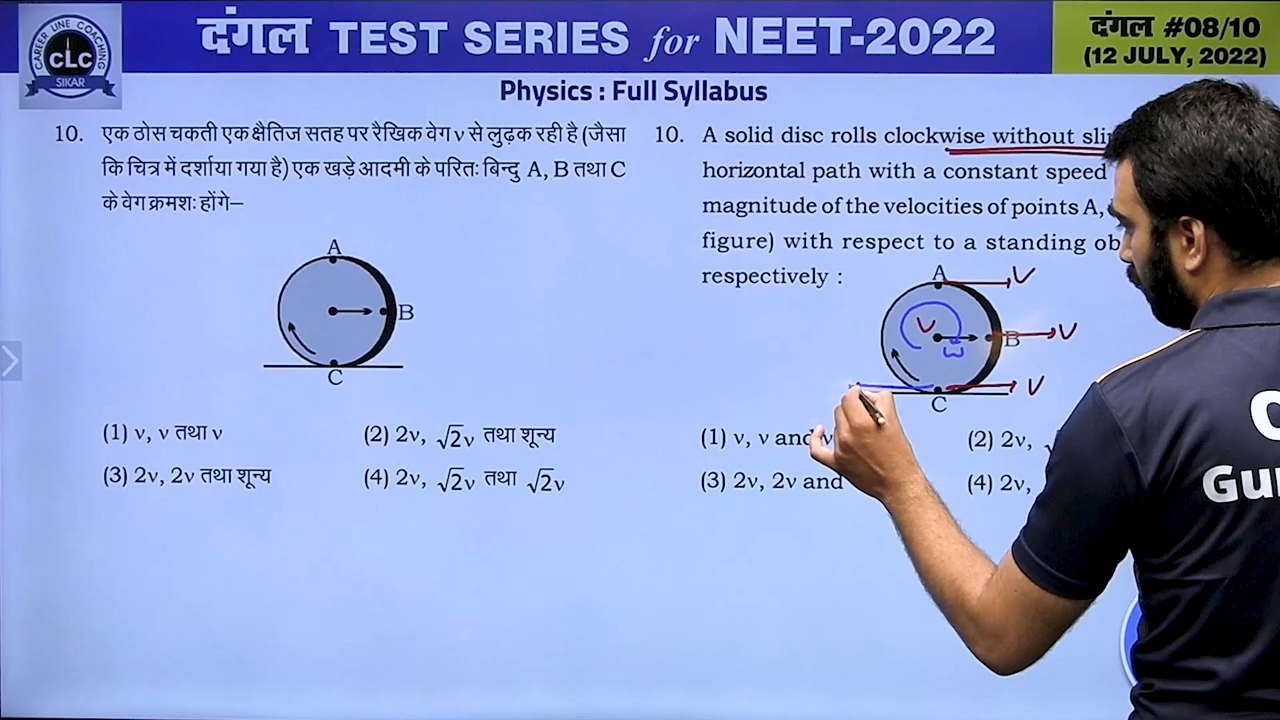 CAREER LINE COACHING
CLC
SIKAR
दंगल TEST SERIES for NEET-2022
दंगल #08/10
(12 JULY, 2022)
Physics : Full Syllabus
10. एक ठोस चकती एक क्षैतिज सतह पर रैखिक वेग v से लुढ़क रही है (जैसा
कि चित्र में दर्शाया गया है) एक खड़े आदमी के परितः बिन्दु A, B तथा C
के वेग क्रमशः होंगे–
A
B
C
(1) v, v तथा v
(2) 2v, √2v तथा शून्य
(3) 2v, 2v तथा शून्य
(4) 2v, √2v तथा √2v
10. A solid disc rolls clockwise without
horizontal path with a constant speed
magnitude of the velocities of points A,
figure) with respect to a standing
respectively :
A V
V B V
ω
C V
(1) v, v and v
(2) 2v,
(3) 2v, 2v and
(4) 2v,